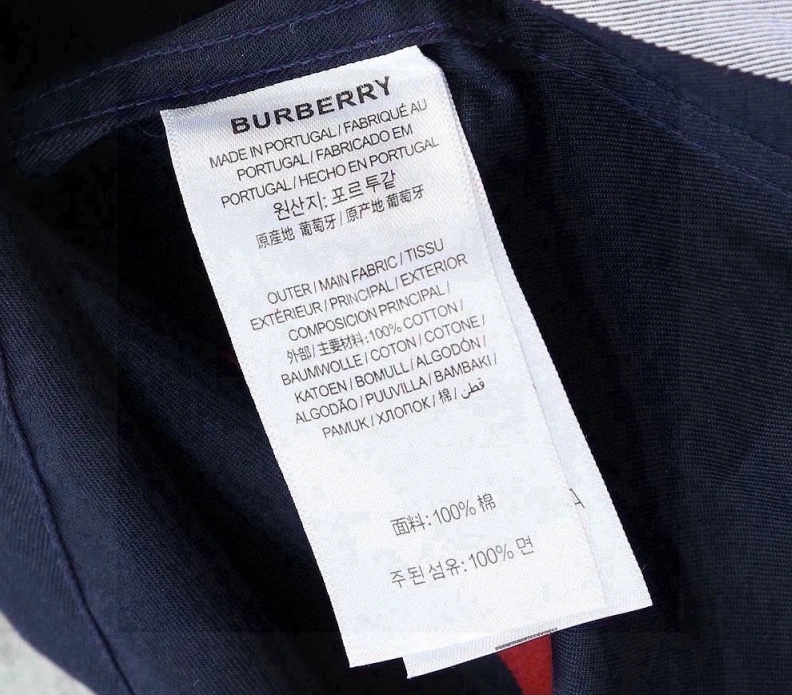 BURBERRY
MADE IN PORTUGAL / FABRIQUÉ AU
PORTUGAL / FABRICADO EM
PORTUGAL / HECHO EN PORTUGAL
원산지: 포르투갈
原産地 葡萄牙 / 原产地 葡萄牙
OUTER / MAIN FABRIC / TISSU
EXTÉRIEUR / PRINCIPAL / EXTERIOR
COMPOSICION PRINCIPAL /
外部 / 主要材料: 100% COTTON /
BAUMWOLLE / COTON / COTONE /
KATOEN / BOMULL / ALGODÓN /
ALGODÃO / PUUVILLA / BAMBAKI /
PAMUK / ХЛОПОК / 棉 / قطن
面料: 100% 棉
주된 섬유: 100% 면